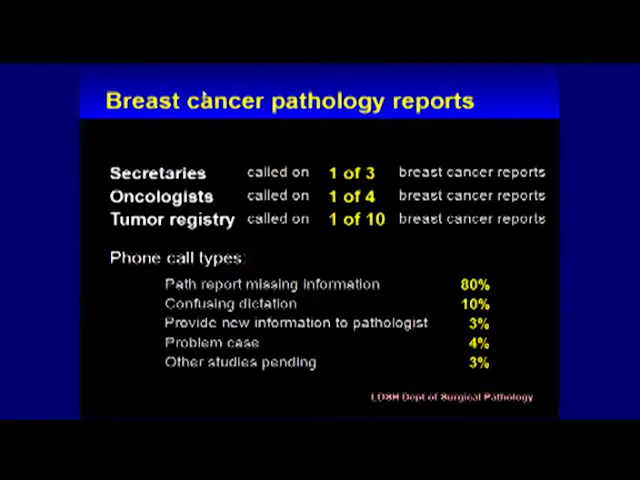 Breast cancer pathology reports
Secretaries called on 1 of 3 breast cancer reports
Oncologists called on 1 of 4 breast cancer reports
Tumor registry called on 1 of 10 breast cancer reports
Phone call types:
Path report missing information 80%
Confusing dictation 10%
Provide new information to pathologist 3%
Problem case 4%
Other studies pending 3%
LDSH Dept of Surgical Pathology